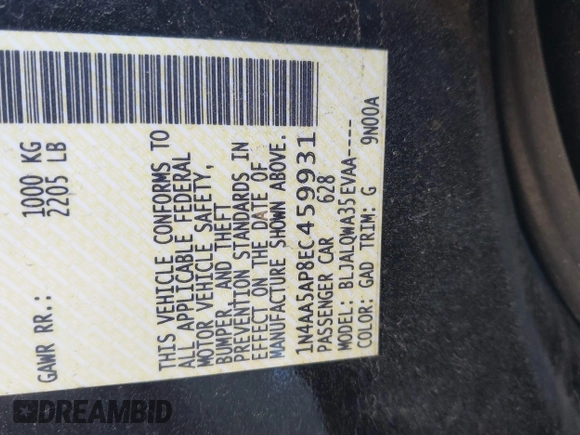 GAWR RR.: 1000 KG
2205 LB
THIS VEHICLE CONFORMS TO
ALL APPLICABLE FEDERAL
MOTOR VEHICLE SAFETY,
BUMPER, AND THEFT
PREVENTION STANDARDS IN
EFFECT ON THE DATE OF
MANUFACTURE SHOWN ABOVE.
1N4AA5AP8EC459931
PASSENGER CAR 628
MODEL: BLJALQWA35EVAA----
COLOR: GAD TRIM: G 9N00A
DREAMBID